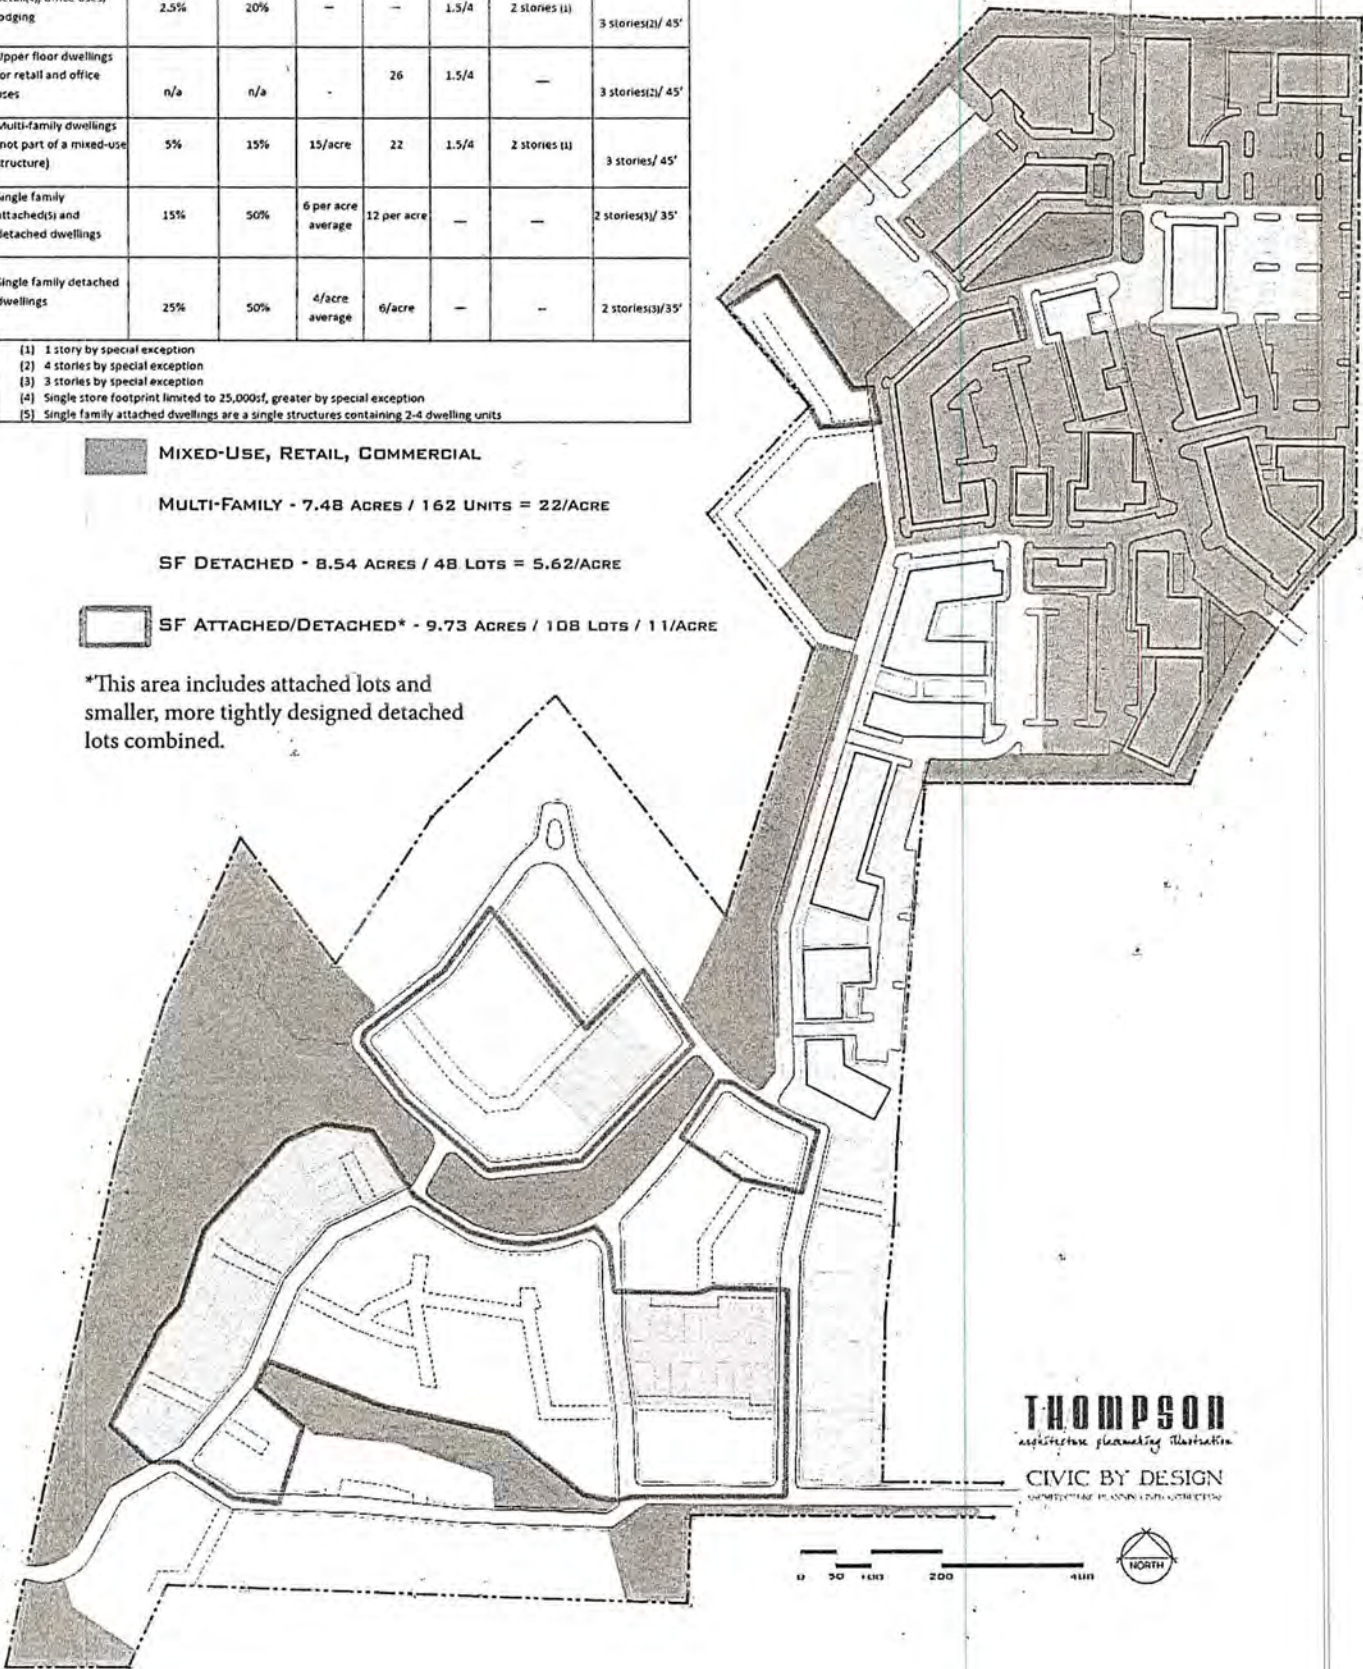 2.5% 20% — — 1.5/4 2 stories (1) 3 stories(2)/ 45'
Upper floor dwellings
or retail and office
uses n/a n/a - 26 1.5/4 — 3 stories(2)/ 45'
Multi-family dwellings
(not part of a mixed-use
structure) 5% 15% 15/acre 22 1.5/4 2 stories (1) 3 stories/ 45'
single family
attached(5) and
detached dwellings 15% 50% 6 per acre average 12 per acre — — 2 stories(3)/ 35'
Single family detached
dwellings 25% 50% 4/acre average 6/acre — – 2 stories(3)/35'
(1) 1 story by special exception
(2) 4 stories by special exception
(3) 3 stories by special exception
(4) Single store footprint limited to 25,000sf, greater by special exception
(5) Single family attached dwellings are a single structures containing 2-4 dwelling units
MIXED-USE, RETAIL, COMMERCIAL
MULTI-FAMILY - 7.48 ACRES / 162 UNITS = 22/ACRE
SF DETACHED - 8.54 ACRES / 48 LOTS = 5.62/ACRE
SF ATTACHED/DETACHED* - 9.73 ACRES / 108 LOTS / 11/ACRE
*This area includes attached lots and
smaller, more tightly designed detached
lots combined.
THOMPSON
architecture placemaking illustration
CIVIC BY DESIGN
0 50 100 200 400
NORTH